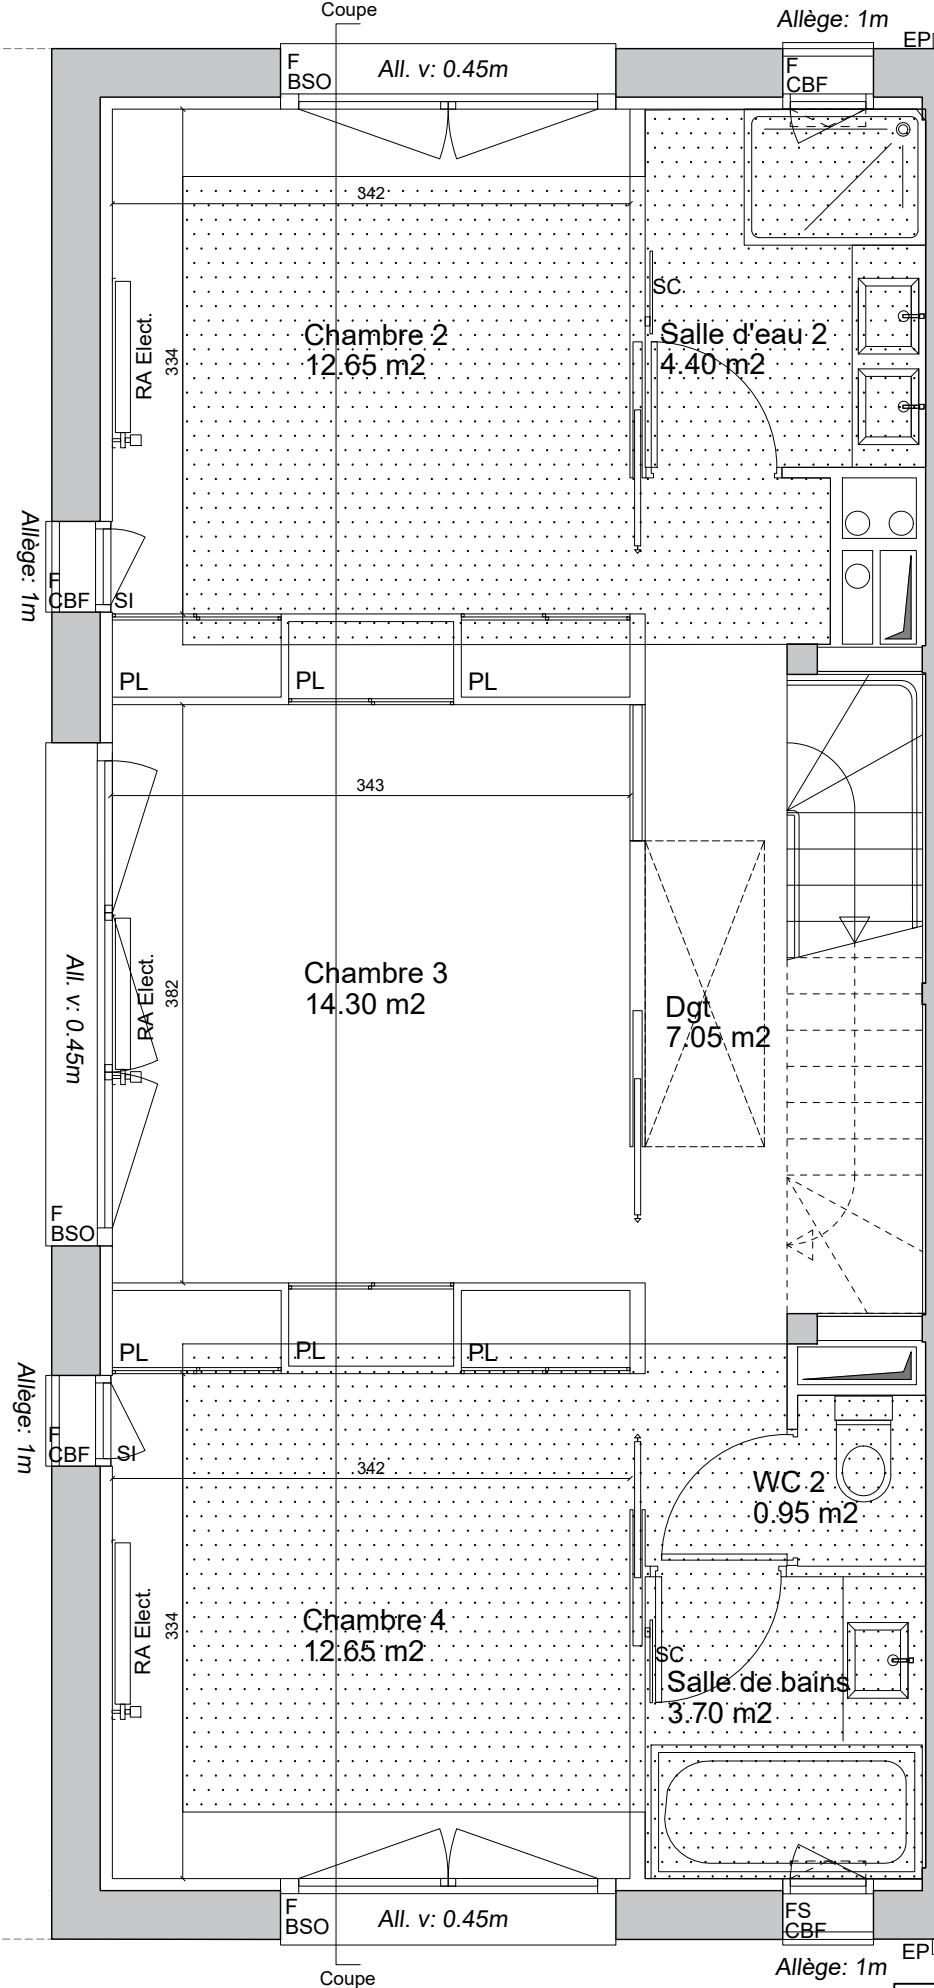 Coupe
Allège: 1m
EP
F
BSO
All. v: 0.45m
F
CBF
342
SC
Chambre 2
12.65 m2
Salle d'eau 2
4.40 m2
RA Elect.
334
Allège: 1m
F
CBF
SI
PL
PL
PL
343
All. v: 0.45m
RA Elect.
382
Chambre 3
14.30 m2
Dgt
7.05 m2
F
BSO
PL
PL
PL
Allège: 1m
F
CBF
SI
342
WC 2
0.95 m2
RA Elect.
334
Chambre 4
12.65 m2
SC
Salle de bains
3.70 m2
F
BSO
All. v: 0.45m
FS
CBF
EP
Allège: 1m
Coupe